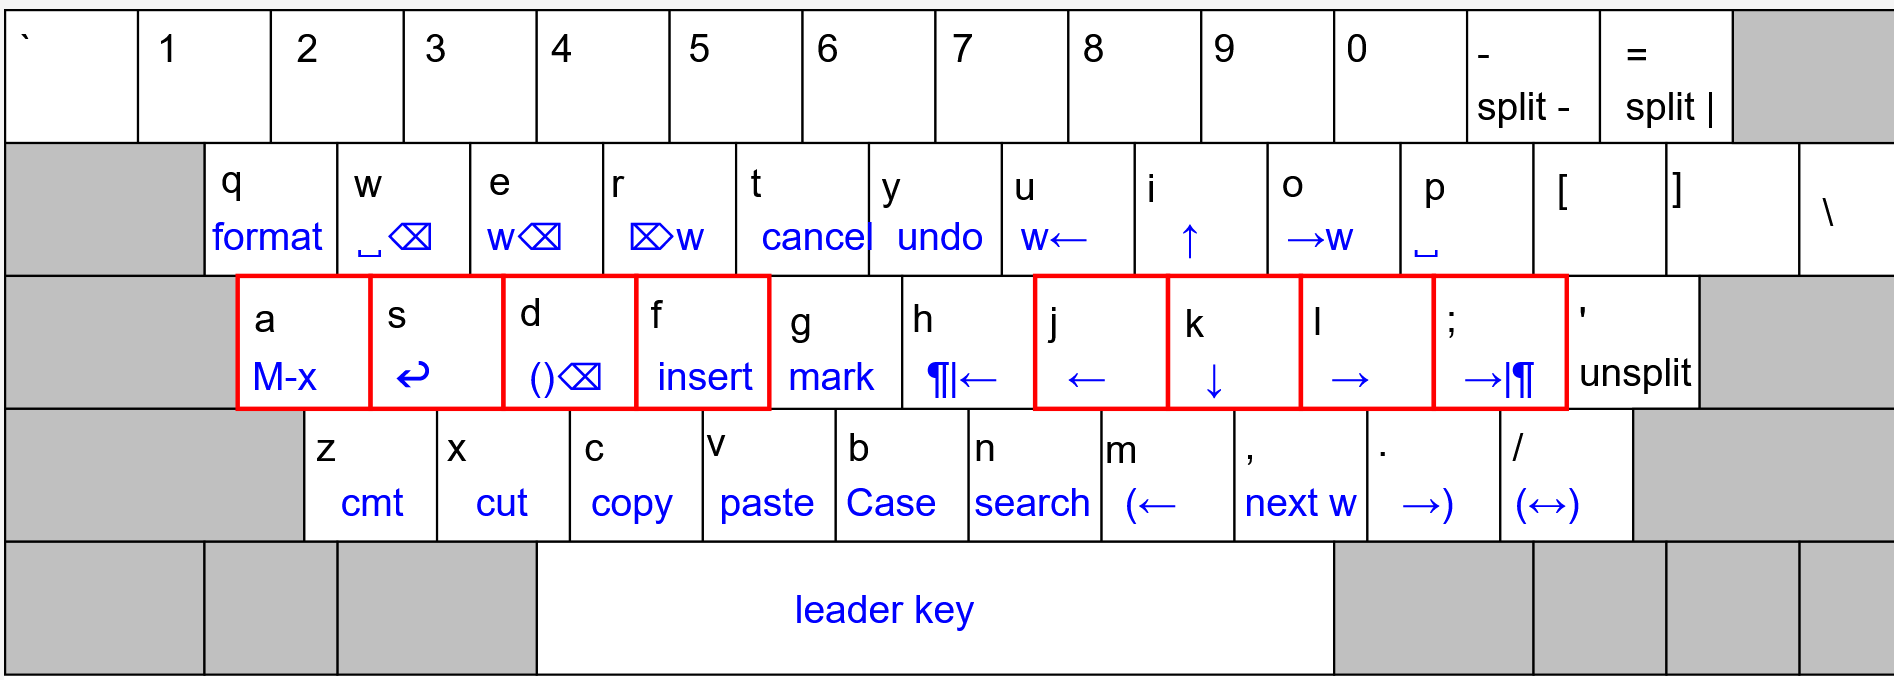 ` 1 2 3 4 5 6 7 8 9 0 - =
split - split |
q w e r t y u i o p [ ] \
format ⎵⌫ w⌫ ⌦w cancel undo w← ↑ →w ⎵
a s d f g h j k l ; '
M-x ↩ ()⌫ insert mark ¶|← ← ↓ → →|¶ unsplit
z x c v b n m , . /
cmt cut copy paste Case search (← next w →) (↔)
leader key